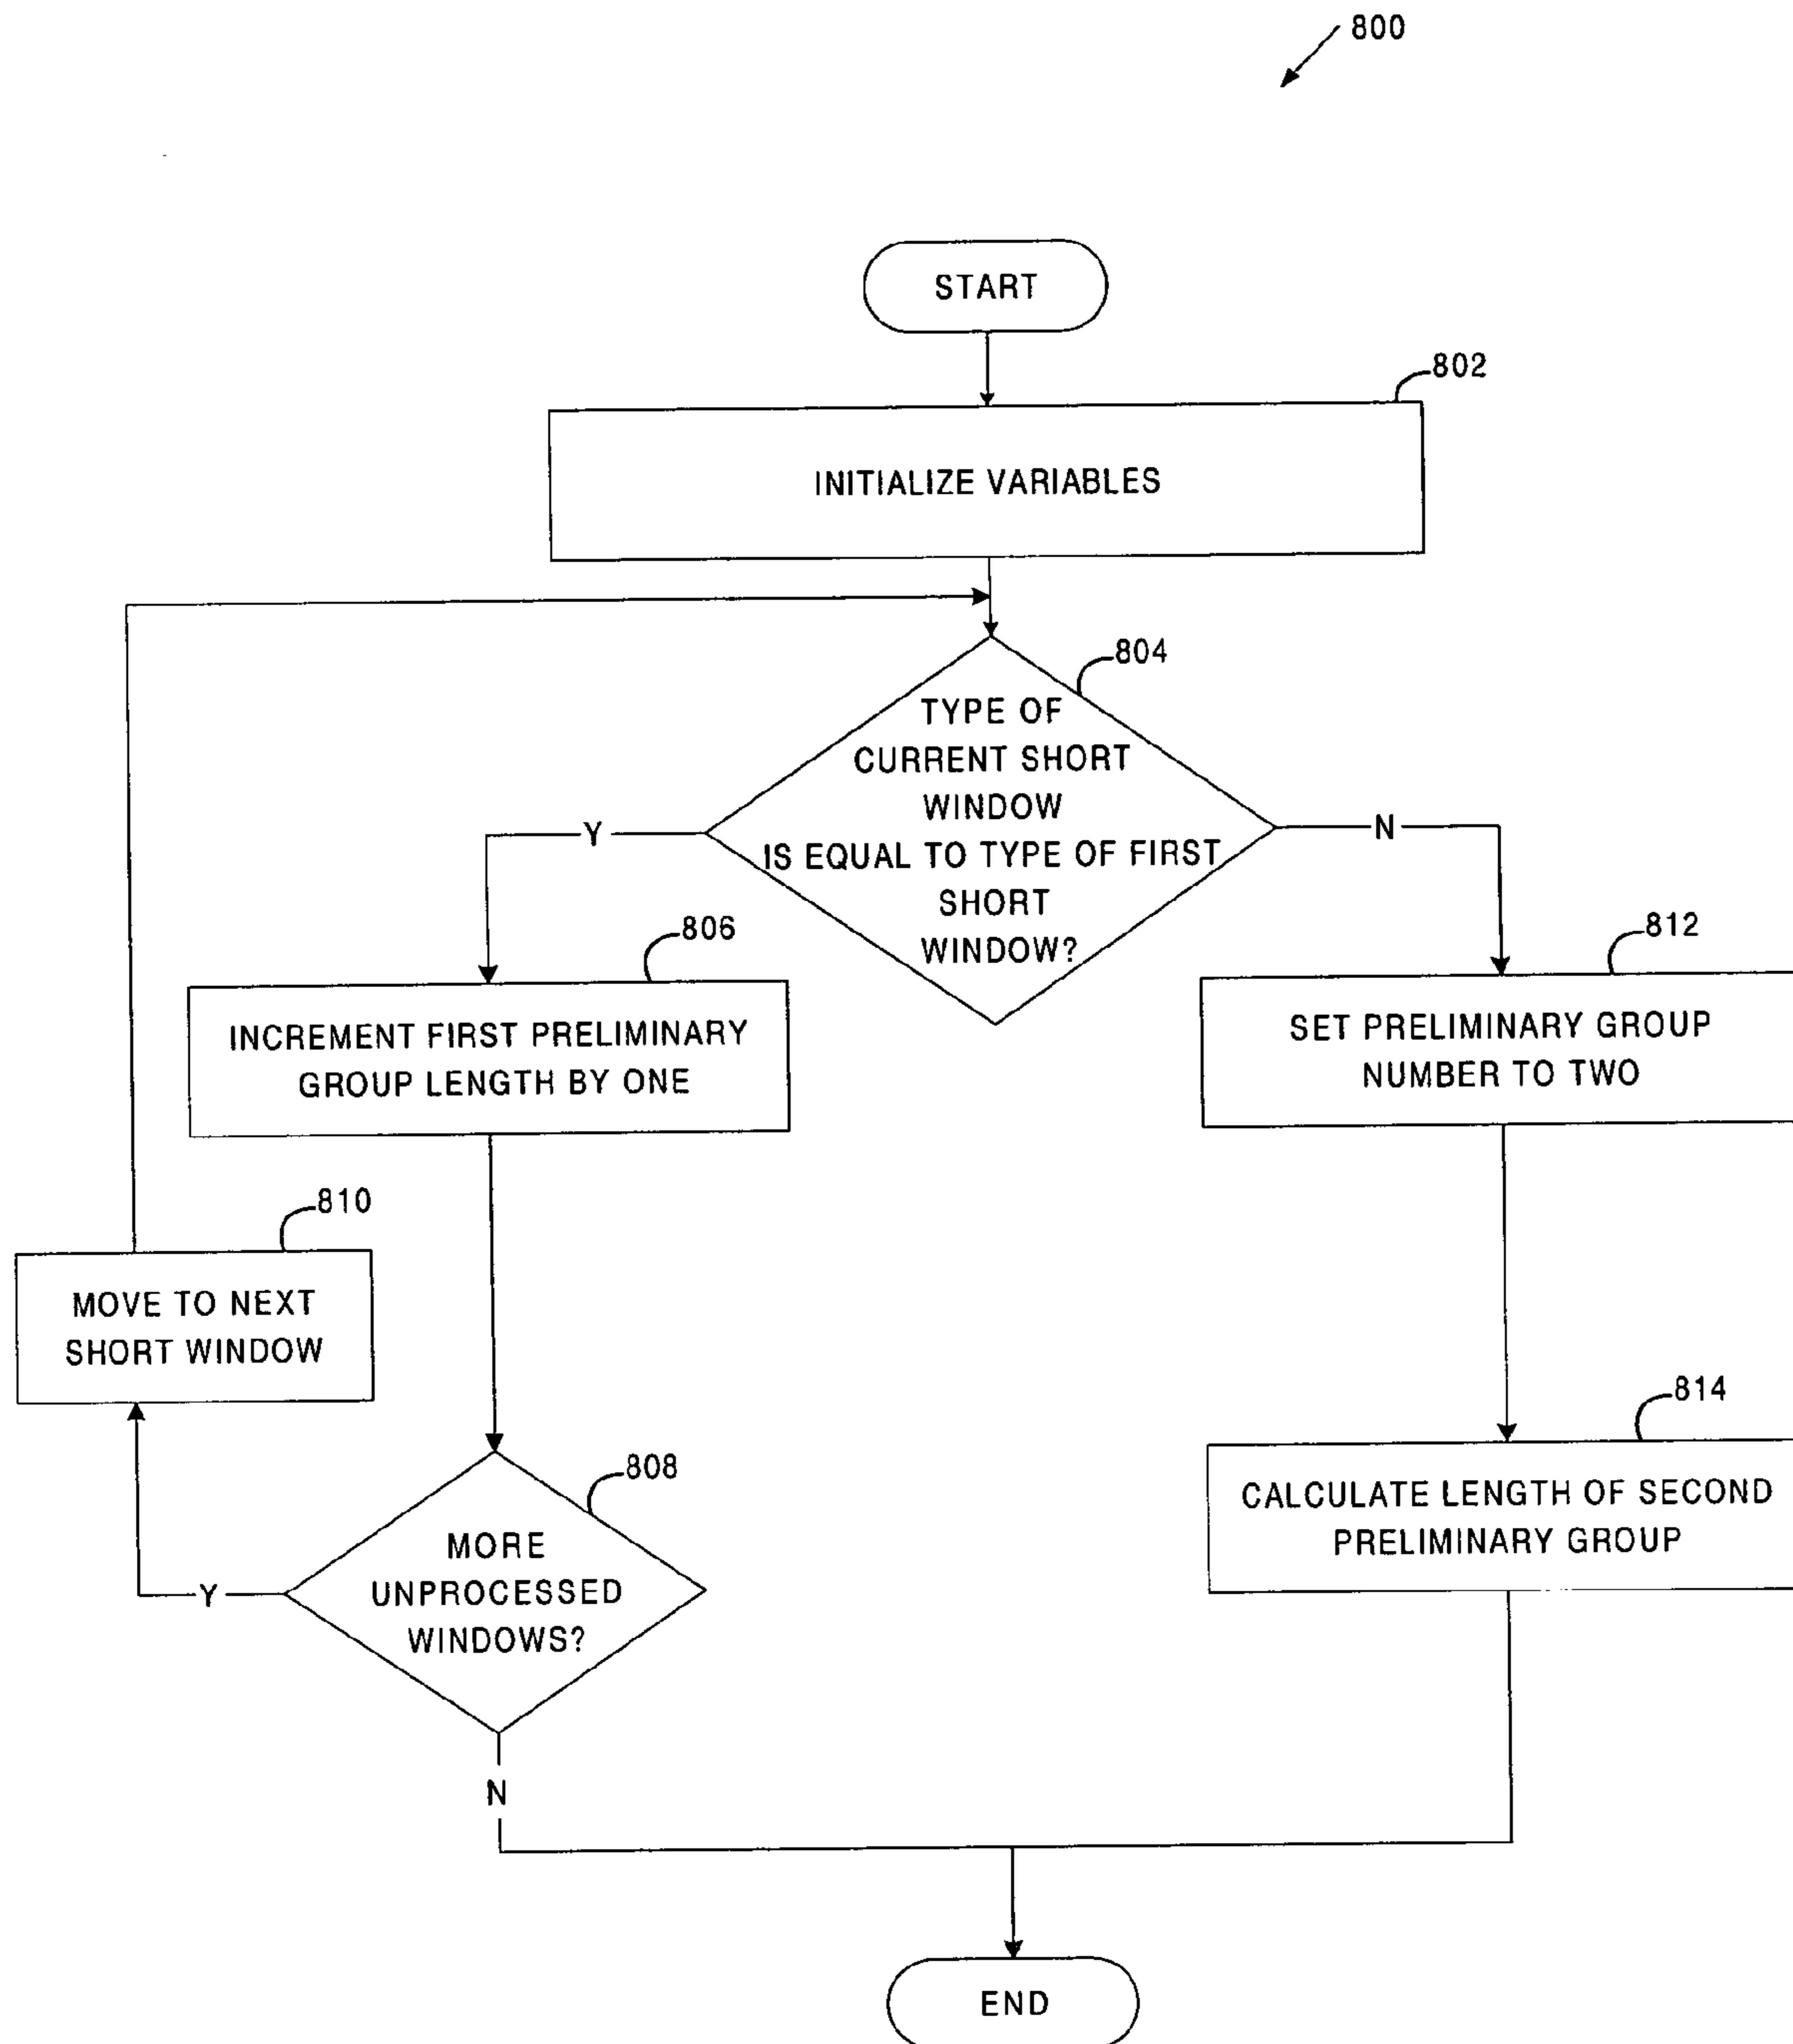 800
START
802
INITIALIZE VARIABLES
804
TYPE OF
CURRENT SHORT
WINDOW
IS EQUAL TO TYPE OF FIRST
SHORT
WINDOW?
Y
N
806
INCREMENT FIRST PRELIMINARY
GROUP LENGTH BY ONE
812
SET PRELIMINARY GROUP
NUMBER TO TWO
810
MOVE TO NEXT
SHORT WINDOW
808
MORE
UNPROCESSED
WINDOWS?
Y
N
814
CALCULATE LENGTH OF SECOND
PRELIMINARY GROUP
END